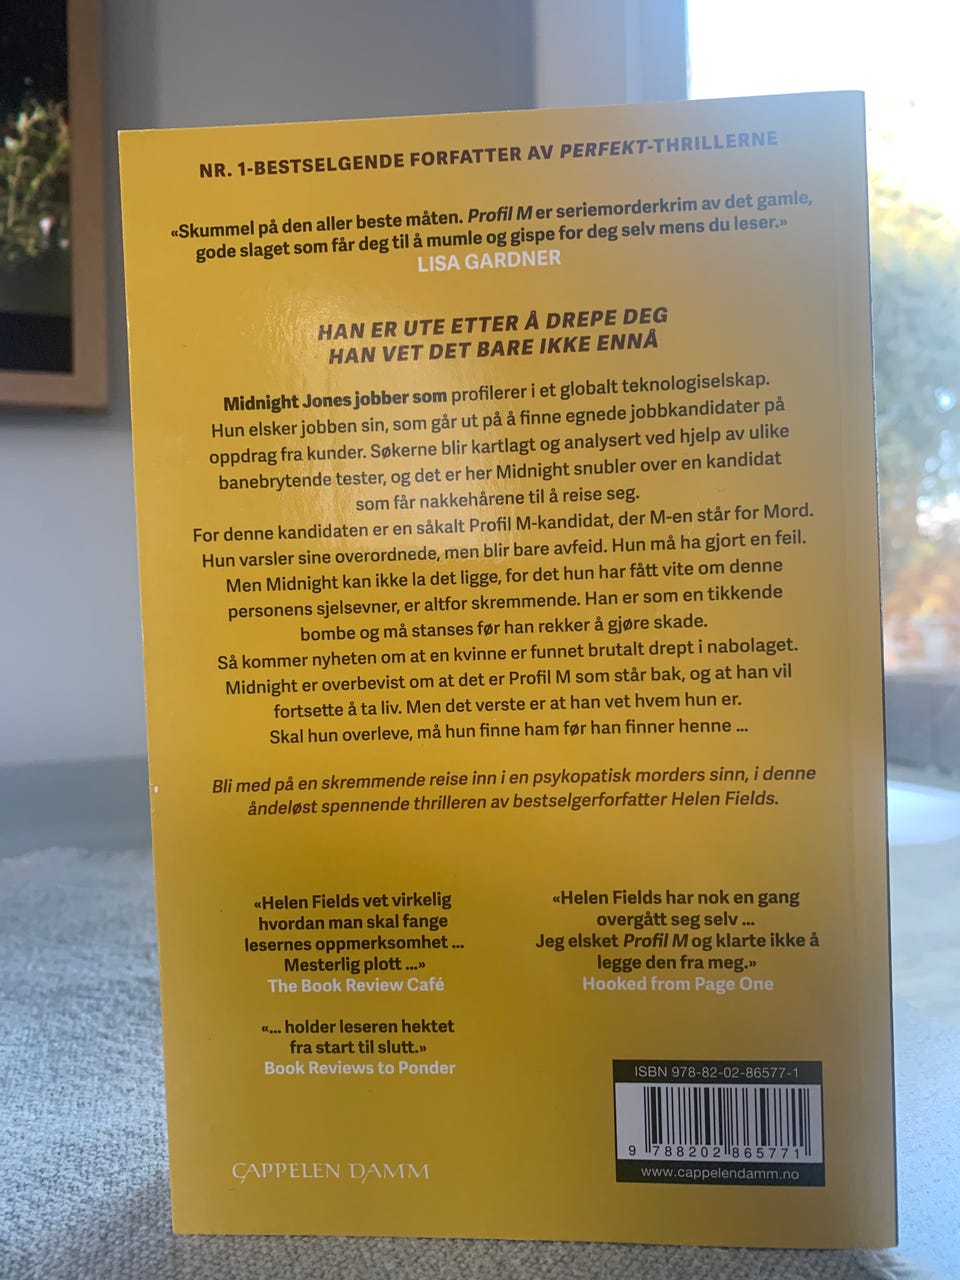 NR. 1-BESTSELGENDE FORFATTER AV PERFEKT-THRILLERNE
«Skummel på den aller beste måten. Profil M er seriemorderkrim av det gamle,
gode slaget som får deg til å mumle og gispe for deg selv mens du leser.»
LISA GARDNER
HAN ER UTE ETTER Å DREPE DEG
HAN VET DET BARE IKKE ENNÅ
Midnight Jones jobber som profilerer i et globalt teknologiselskap.
Hun elsker jobben sin, som går ut på å finne egnede jobbkandidater på
oppdrag fra kunder. Søkerne blir kartlagt og analysert ved hjelp av ulike
banebrytende tester, og det er her Midnight snubler over en kandidat
som får nakkehårene til å reise seg.
For denne kandidaten er en såkalt Profil M-kandidat, der M-en står for Mord.
Hun varsler sine overordnede, men blir bare avfeid. Hun må ha gjort en feil.
Men Midnight kan ikke la det ligge, for det hun har fått vite om denne
personens sjelsevner, er altfor skremmende. Han er som en tikkende
bombe og må stanses før han rekker å gjøre skade.
Så kommer nyheten om at en kvinne er funnet brutalt drept i nabolaget.
Midnight er overbevist om at det er Profil M som står bak, og at han vil
fortsette å ta liv. Men det verste er at han vet hvem hun er.
Skal hun overleve, må hun finne ham før han finner henne ...
Bli med på en skremmende reise inn i en psykopatisk morders sinn, i denne
åndeløst spennende thrilleren av bestselgerforfatter Helen Fields.
«Helen Fields vet virkelig
hvordan man skal fange
lesernes oppmerksomhet ...
Mesterlig plott ...»
The Book Review Café
«... holder leseren hektet
fra start til slutt.»
Book Reviews to Ponder
«Helen Fields har nok en gang
overgått seg selv ...
Jeg elsket Profil M og klarte ikke å
legge den fra meg.»
Hooked from Page One
CAPPELEN DAMM
ISBN 978-82-02-86577-1
9 788202 865771
www.cappelendamm.no